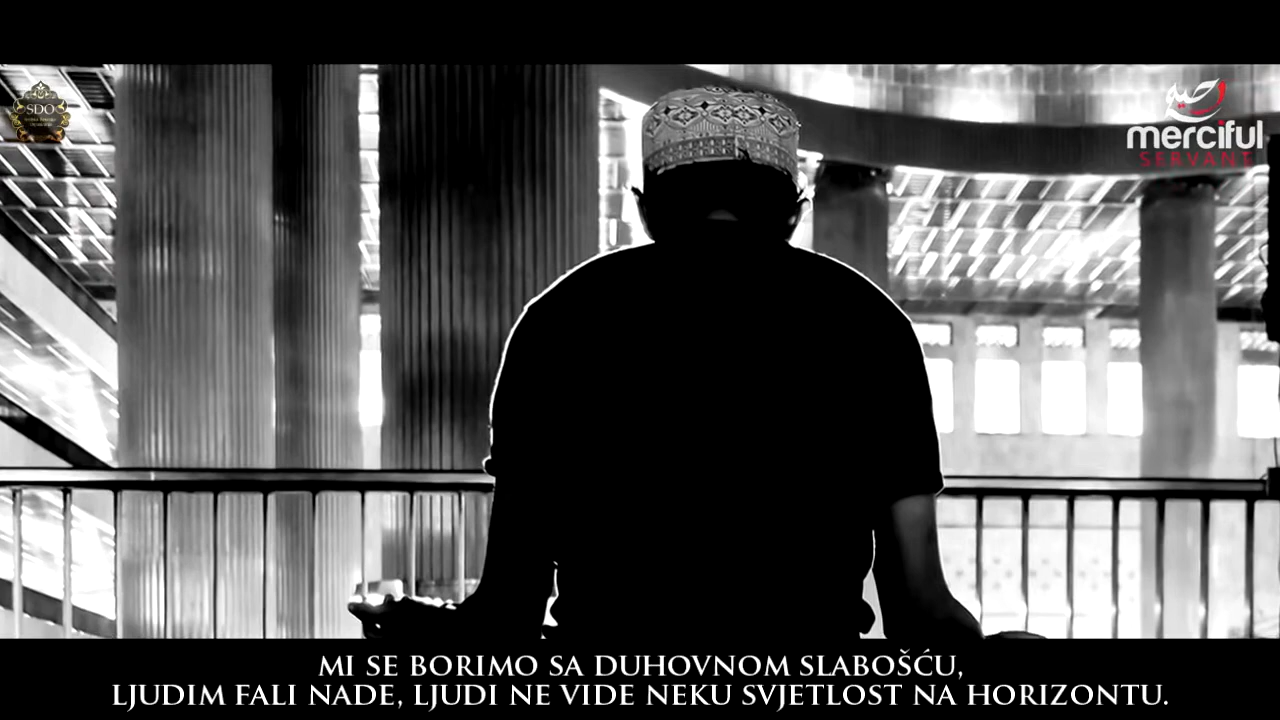 SDO
merciful
SERVANT
MI SE BORIMO SA DUHOVNOM SLABOŠĆU,
LJUDIM FALI NADE, LJUDI NE VIDE NEKU SVJETLOST NA HORIZONTU.